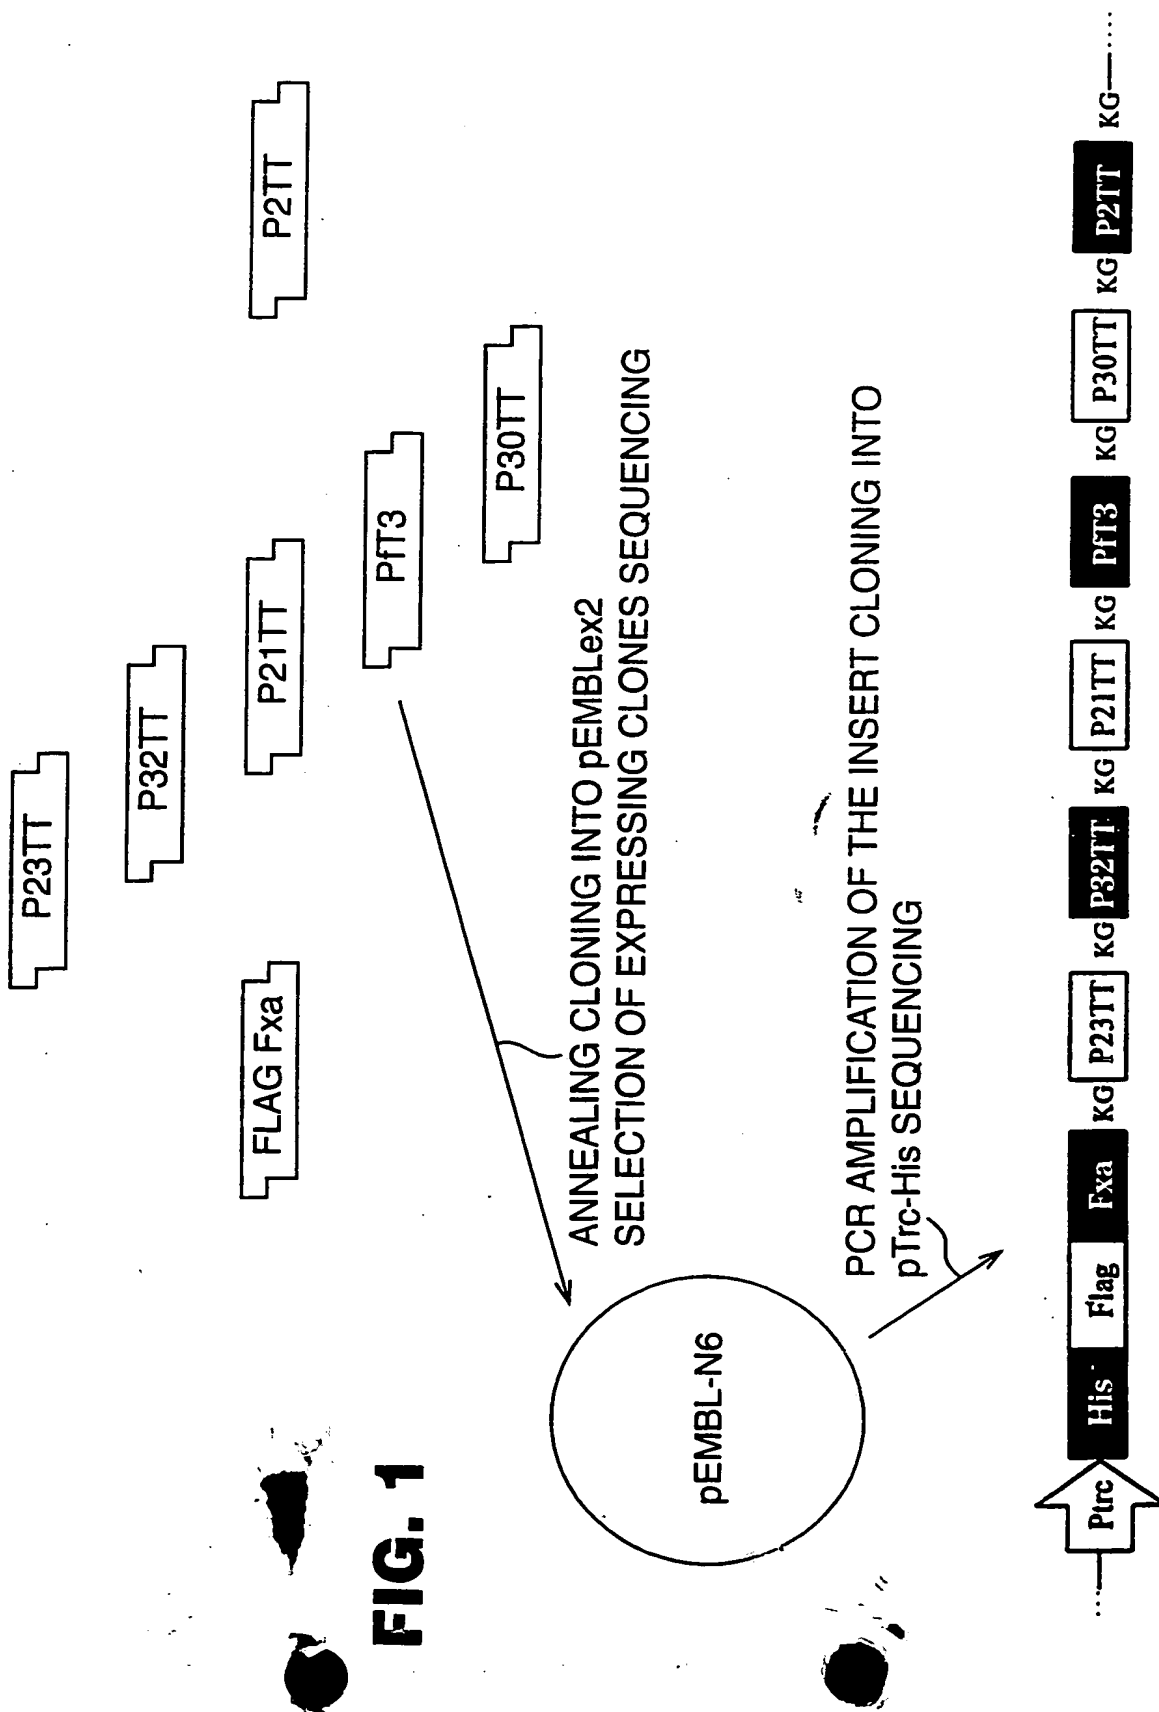 FIG. 1
P23TT
P32TT
FLAG Fxa
P21TT
P2TT
PfT3
P30TT
ANNEALING CLONING INTO pEMBLex2
SELECTION OF EXPRESSING CLONES SEQUENCING
pEMBL-N6
PCR AMPLIFICATION OF THE INSERT CLONING INTO
pTrc-His SEQUENCING
Ptrc His Flag Fxa KG P23TT KG P32TT KG P21TT KG PfT3 KG P30TT KG P2TT KG